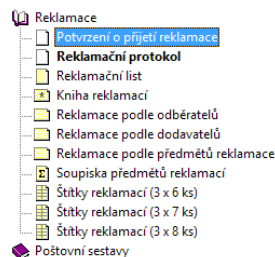 Reklamace
Potvrzení o přijetí reklamace
Reklamační protokol
Reklamační list
Kniha reklamací
Reklamace podle odběratelů
Reklamace podle dodavatelů
Reklamace podle předmětů reklamace
Soupiska předmětů reklamací
Štítky reklamací (3 x 6 ks)
Štítky reklamací (3 x 7 ks)
Štítky reklamací (3 x 8 ks)
Poštovní sestavy